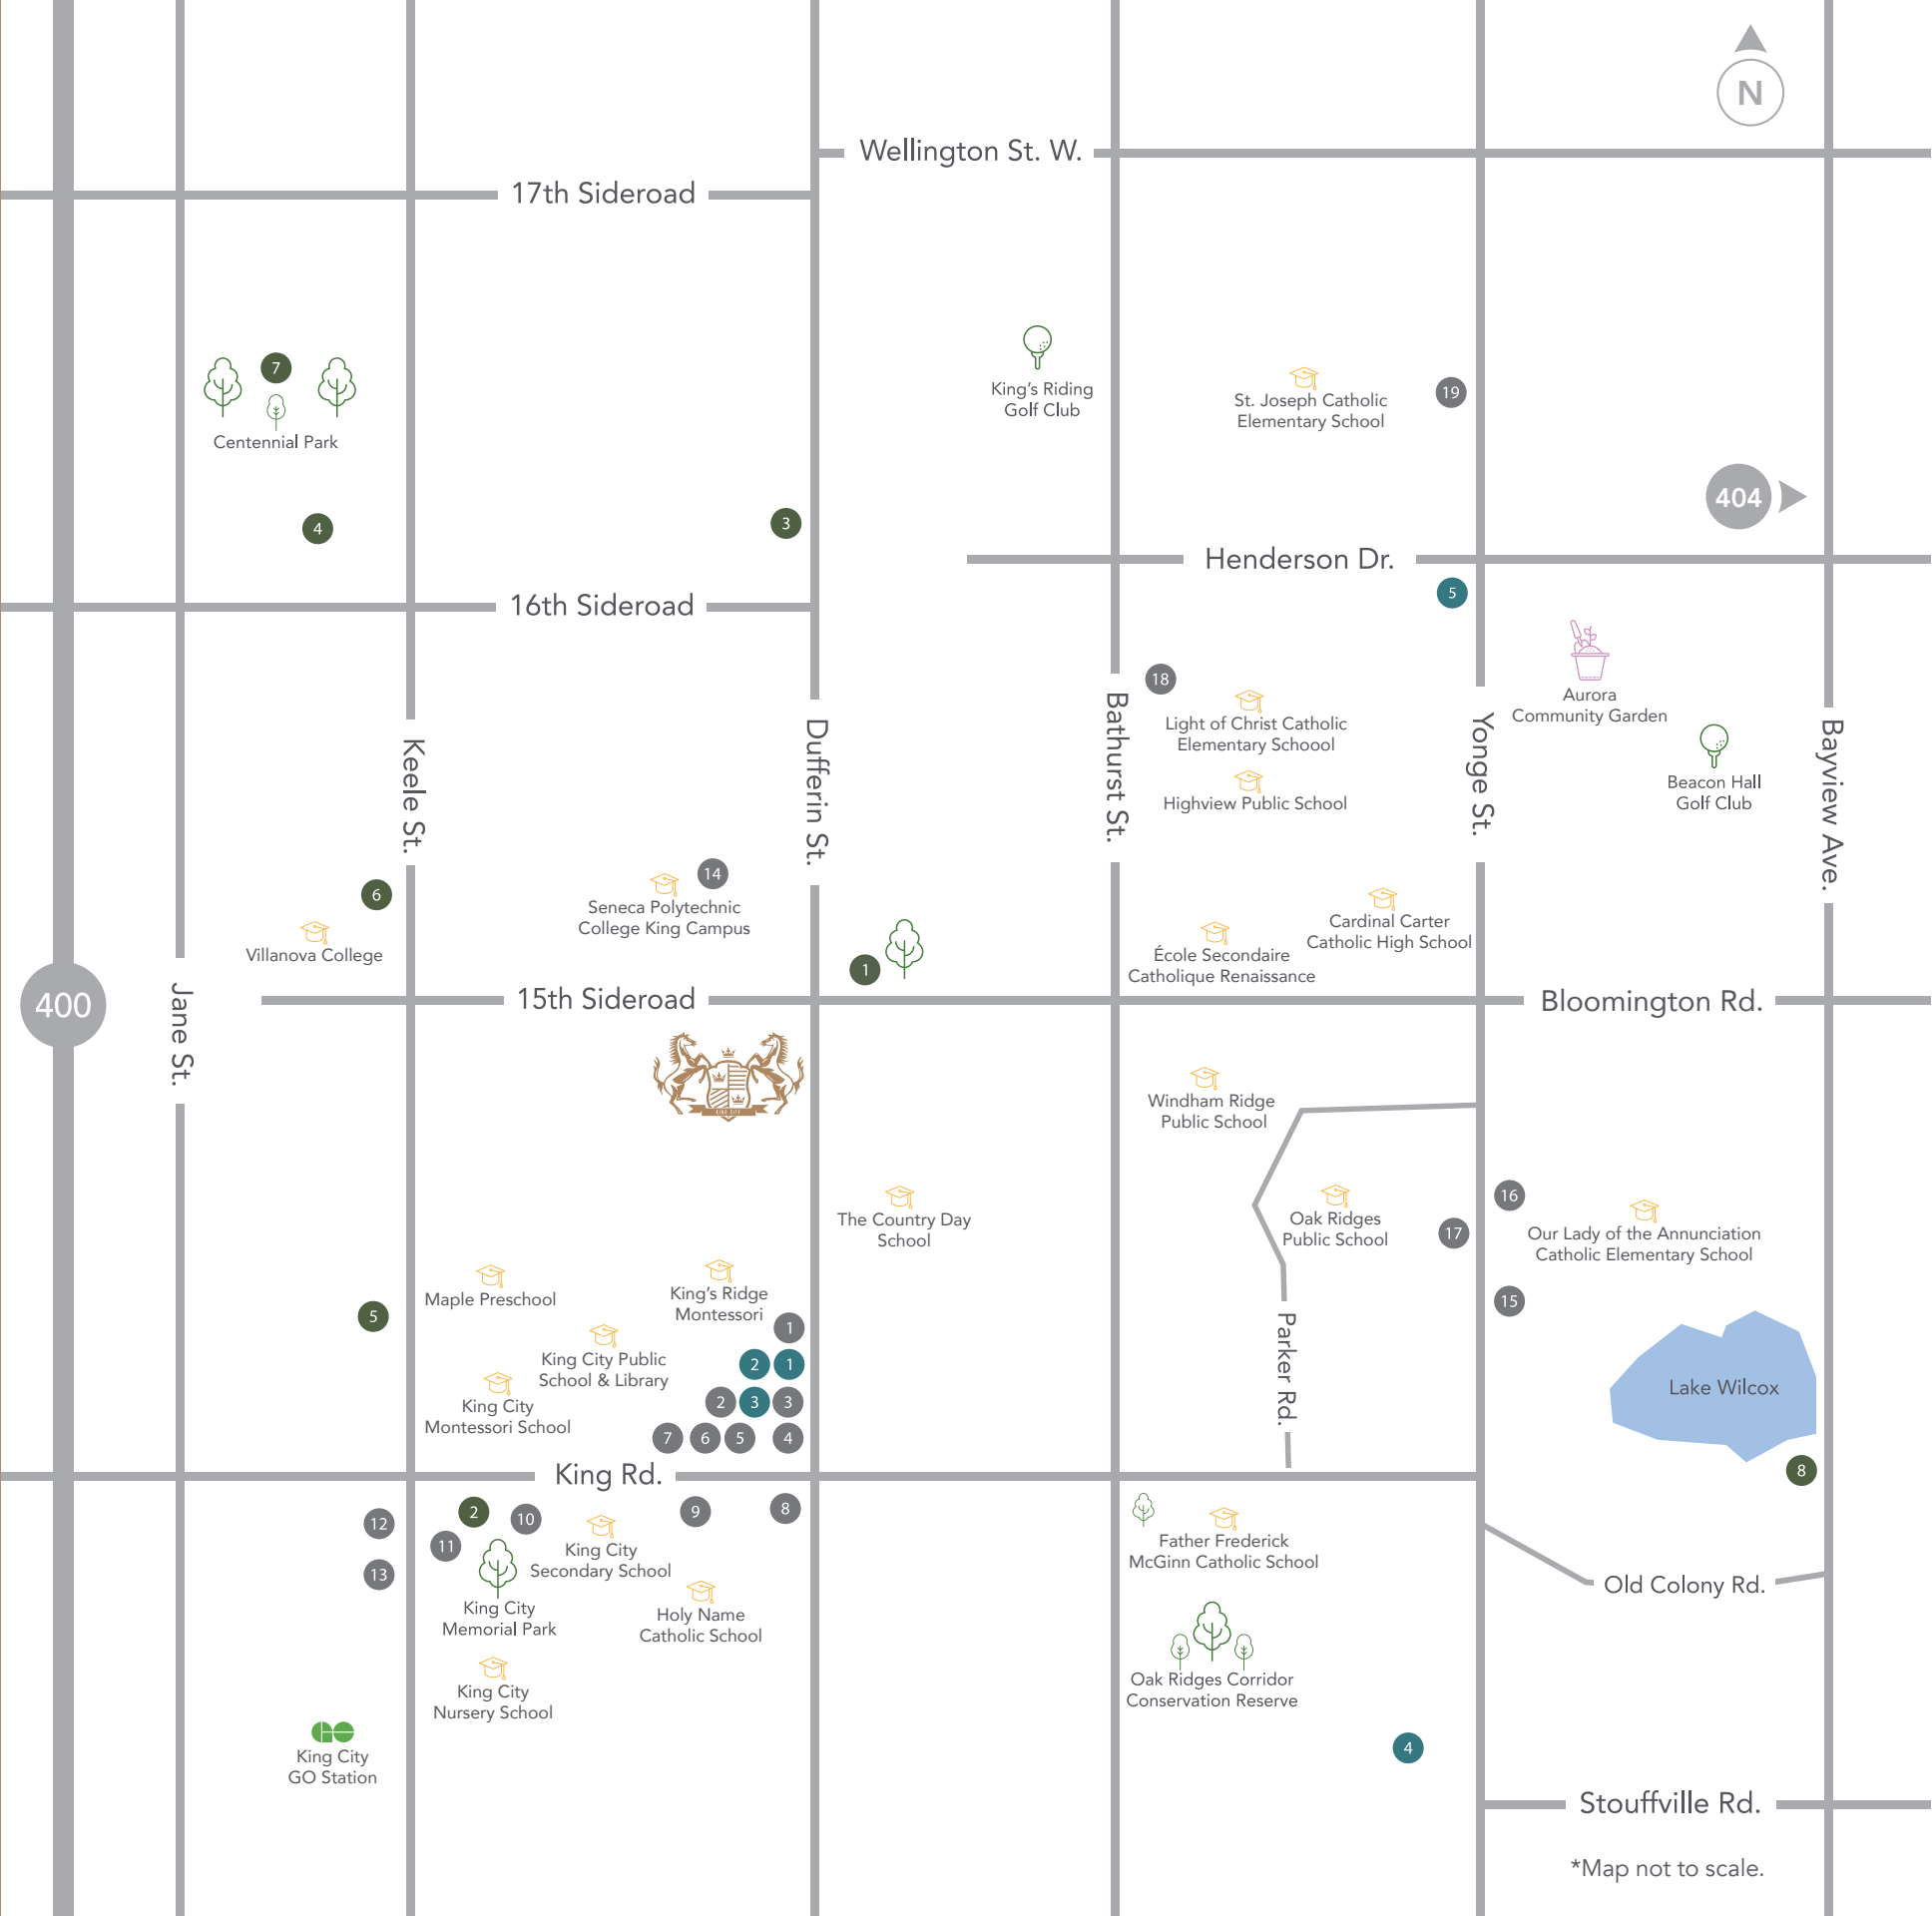 N
Wellington St. W.
17th Sideroad
7
Centennial Park
King's Riding
Golf Club
St. Joseph Catholic
Elementary School
19
404
4
3
Henderson Dr.
5
16th Sideroad
Aurora
Community Garden
18
Light of Christ Catholic
Elementary Schoool
Highview Public School
Beacon Hall
Golf Club
Keele St.
Dufferin St.
Bathurst St.
Yonge St.
Bayview Ave.
6
Villanova College
14
Seneca Polytechnic
College King Campus
1
École Secondaire
Catholique Renaissance
Cardinal Carter
Catholic High School
400
Jane St.
15th Sideroad
Bloomington Rd.
KING CITY
Windham Ridge
Public School
The Country Day
School
Oak Ridges
Public School
17
16
Our Lady of the Annunciation
Catholic Elementary School
15
Maple Preschool
5
King's Ridge
Montessori
1
King City Public
School & Library
2
1
King City
Montessori School
2
3
3
7
6
5
4
Parker Rd.
Lake Wilcox
8
King Rd.
12
2
10
9
8
11
13
King City
Secondary School
King City
Memorial Park
Holy Name
Catholic School
Father Frederick
McGinn Catholic School
Old Colony Rd.
King City
Nursery School
Oak Ridges Corridor
Conservation Reserve
King City
GO Station
4
Stouffville Rd.
*Map not to scale.